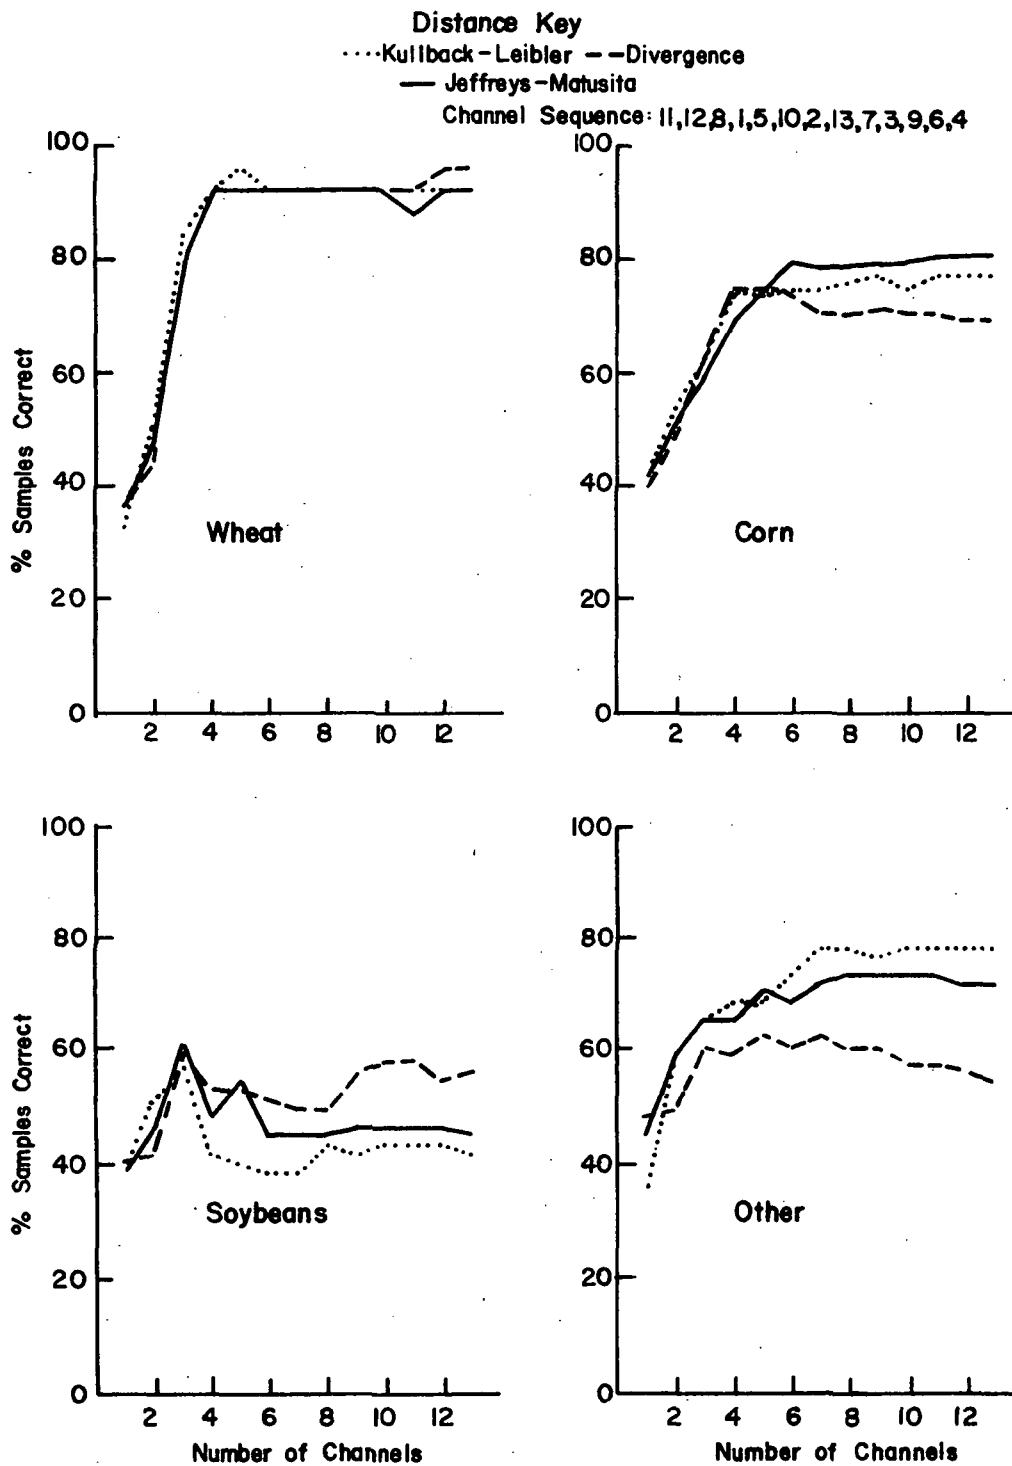 Distance Key
····Kullback-Leibler ---Divergence
— Jeffreys-Matusita
Channel Sequence: 11,12,8,1,5,10,2,13,7,3,9,6,4
100
80
60
40
20
0
% Samples Correct
Wheat
2 4 6 8 10 12
100
80
60
40
20
0
Corn
2 4 6 8 10 12
100
80
60
40
20
0
% Samples Correct
Soybeans
2 4 6 8 10 12
Number of Channels
100
80
60
40
20
0
Other
2 4 6 8 10 12
Number of Channels